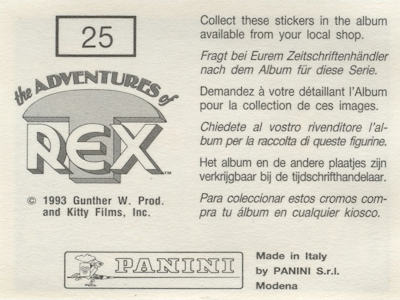 25
the ADVENTURES of
REX™
© 1993 Gunther W. Prod.
and Kitty Films, Inc.
Collect these stickers in the album
available from your local shop.
Fragt bei Eurem Zeitschriftenhändler
nach dem Album für diese Serie.
Demandez à votre détaillant l'Album
pour la collection de ces images.
Chiedete al vostro rivenditore l'al-
bum per la raccolta di queste figurine.
Het album en de andere plaatjes zijn
verkrijgbaar bij de tijdschrifthandelaar.
Para coleccionar estos cromos com-
pra tu álbum en cualquier kiosco.
PANINI
Made in Italy
by PANINI S.r.l.
Modena